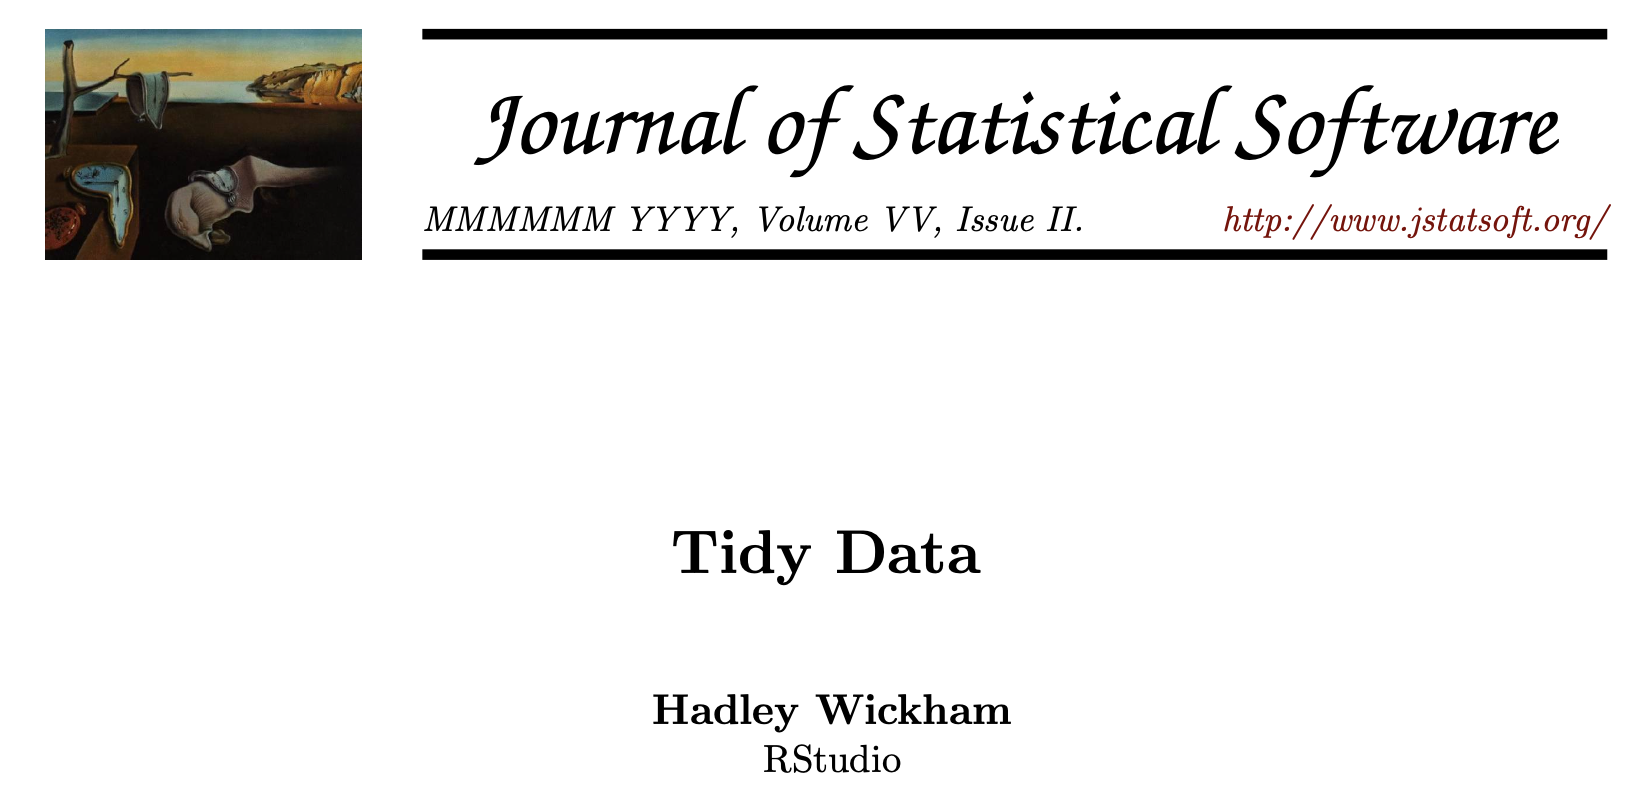 Journal of Statistical Software
MMMMMM YYYY, Volume VV, Issue II. http://www.jstatsoft.org/
Tidy Data
Hadley Wickham
RStudio